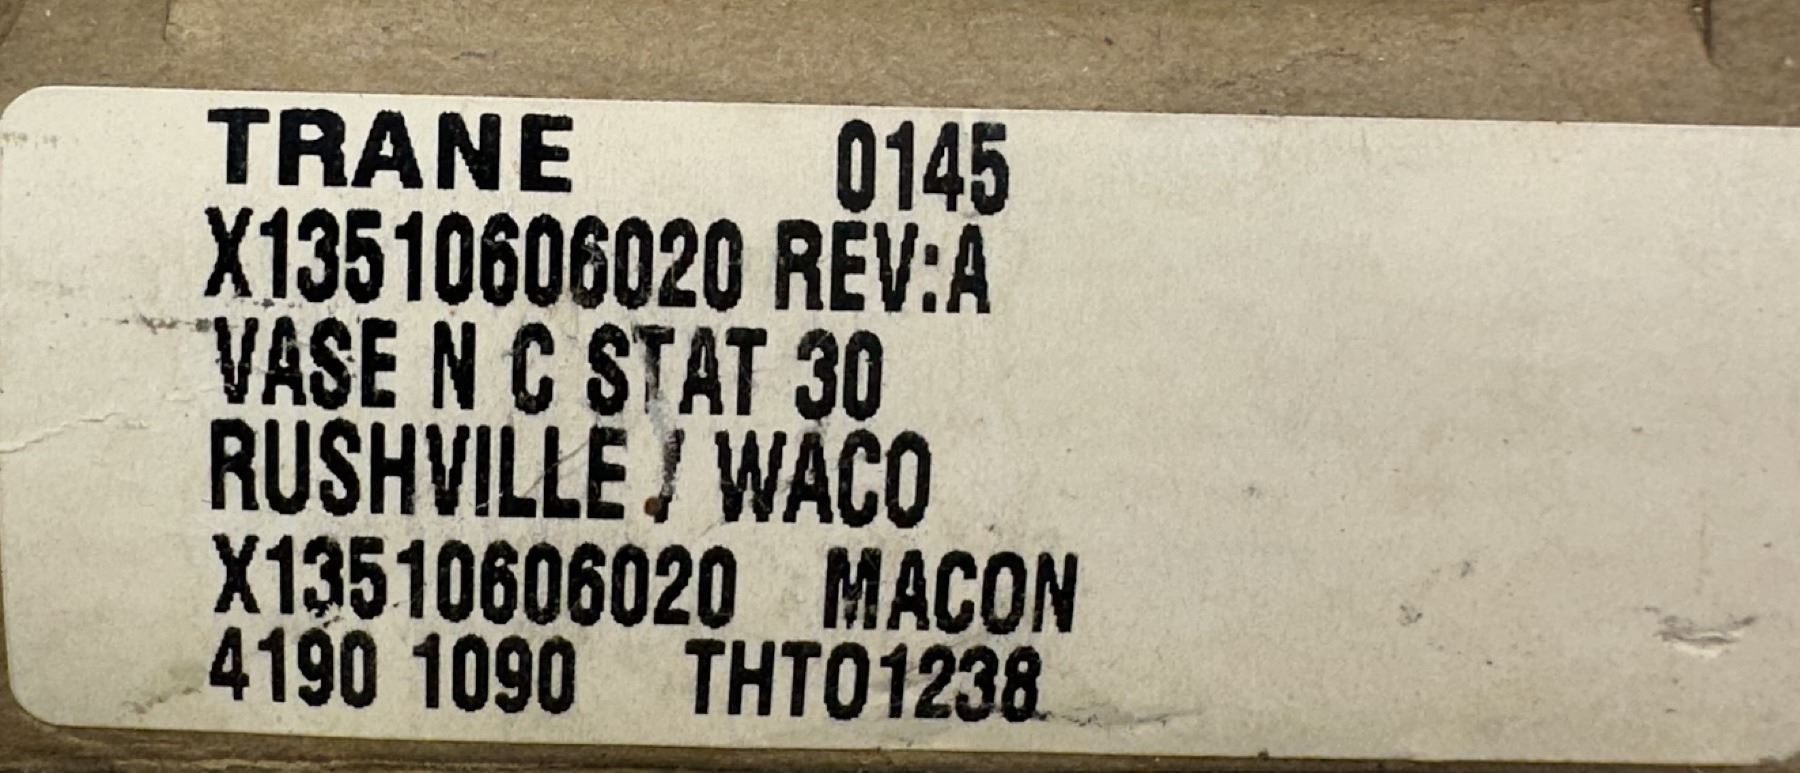 TRANE 0145
X13510606020 REV:A
VASE N C STAT 30
RUSHVILLE / WACO
X13510606020 MACON
4190 1090 THT01238